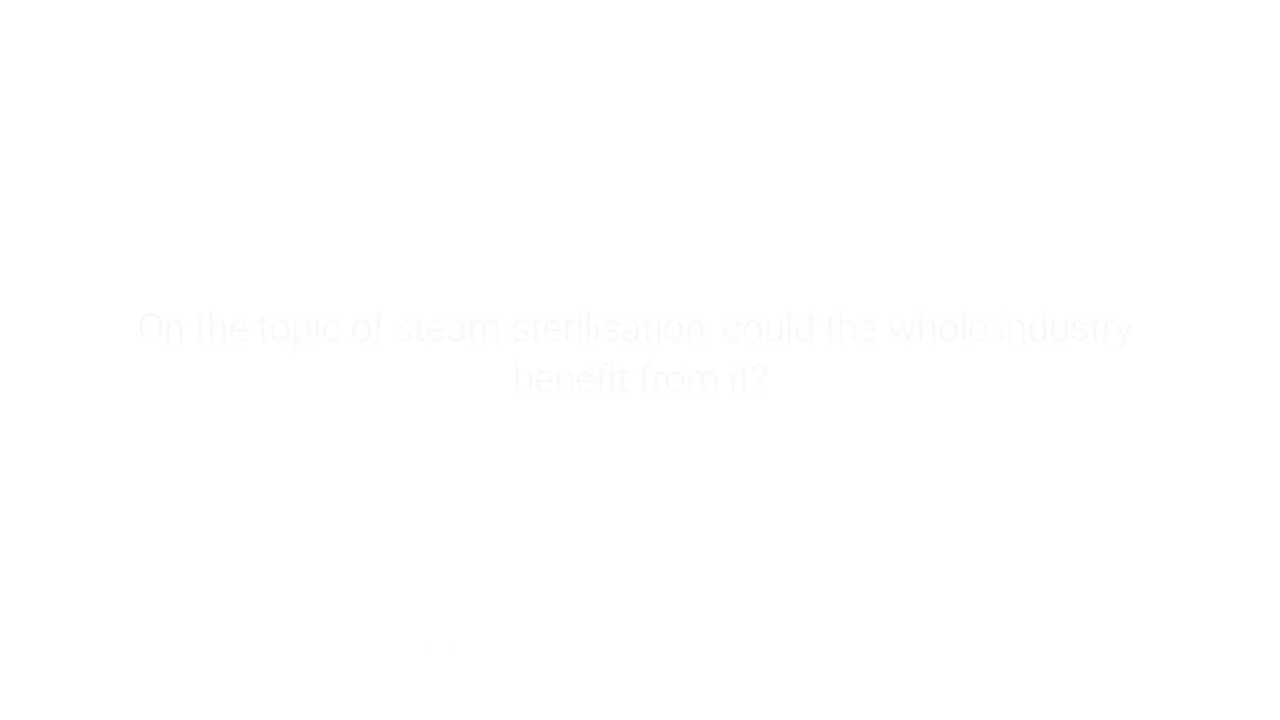 On the topic of steam sterilisation, could the whole industry
benefit from it?